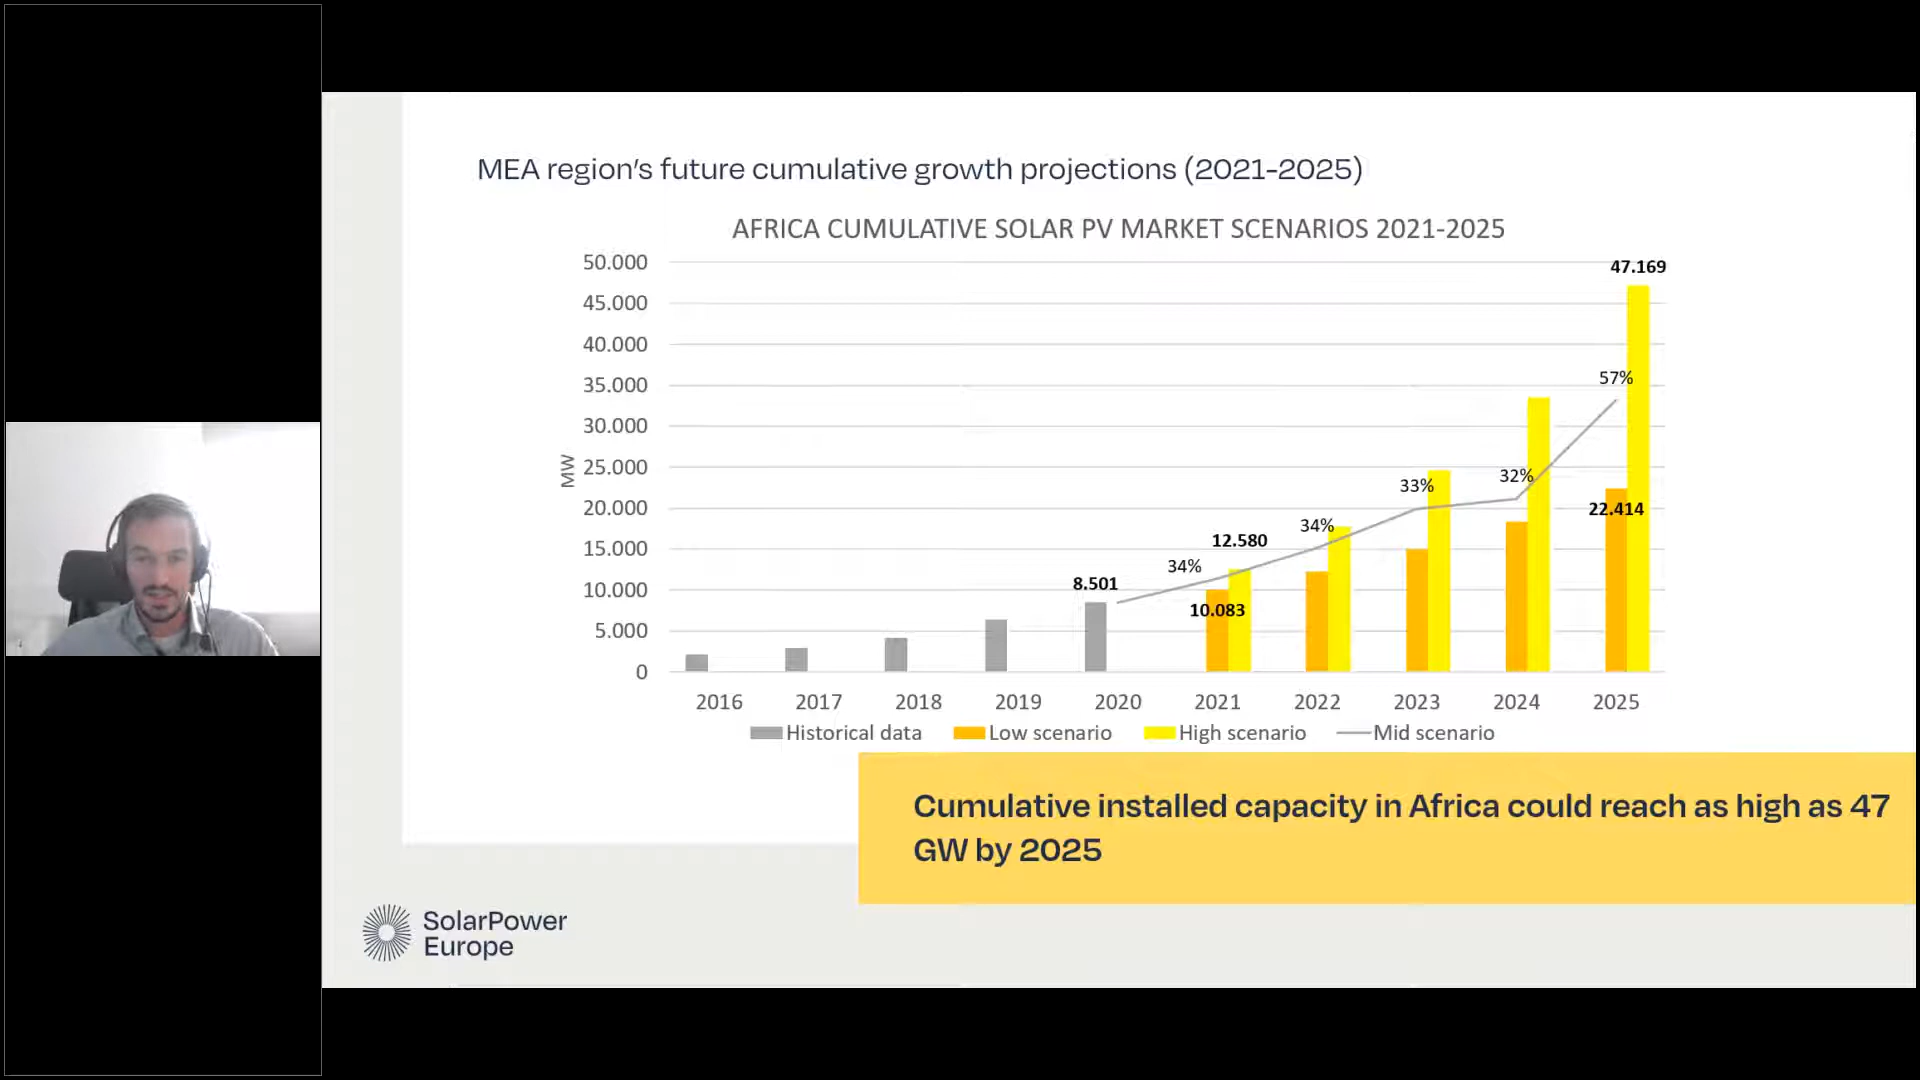 MEA region's future cumulative growth projections (2021-2025)
AFRICA CUMULATIVE SOLAR PV MARKET SCENARIOS 2021-2025
50.000
45.000
40.000
35.000
30.000
25.000
20.000
15.000
10.000
5.000
0
MW
8.501
34%
12.580
10.083
34%
33%
32%
57%
47.169
22.414
2016 2017 2018 2019 2020 2021 2022 2023 2024 2025
Historical data Low scenario High scenario Mid scenario
Cumulative installed capacity in Africa could reach as high as 47
GW by 2025
SolarPower
Europe